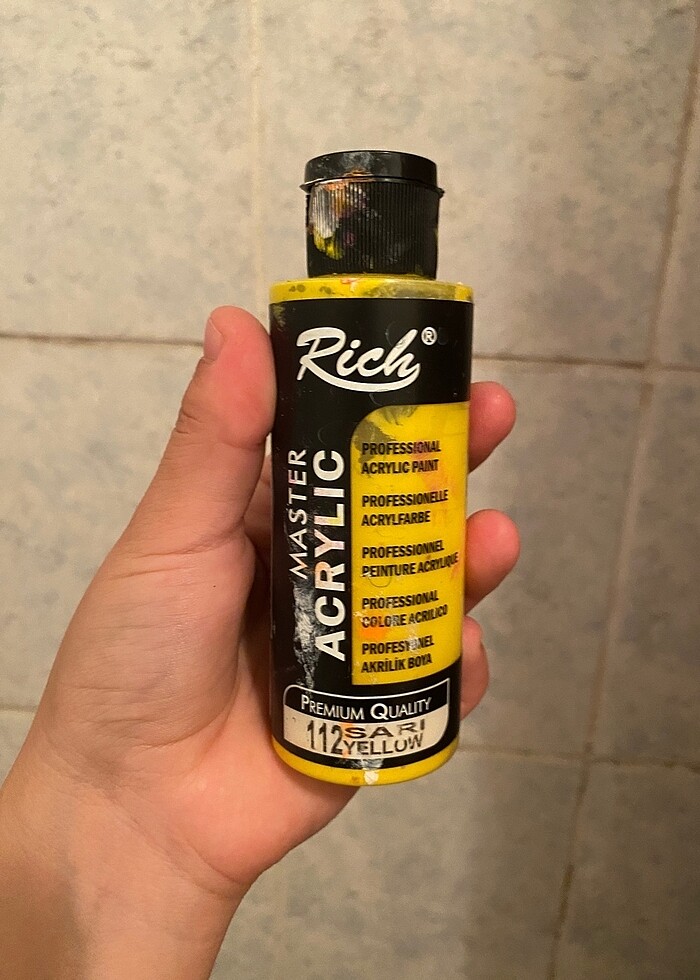 Rich®
MASTER
ACRYLIC
PROFESSIONAL
ACRYLIC PAINT
PROFESSIONELLE
ACRYLFARBE
PROFESSIONNEL
PEINTURE ACRYLIQUE
PROFESSIONAL
COLORE ACRILICO
PROFESYONEL
AKRİLİK BOYA
PREMIUM QUALITY
112 SARI
YELLOW